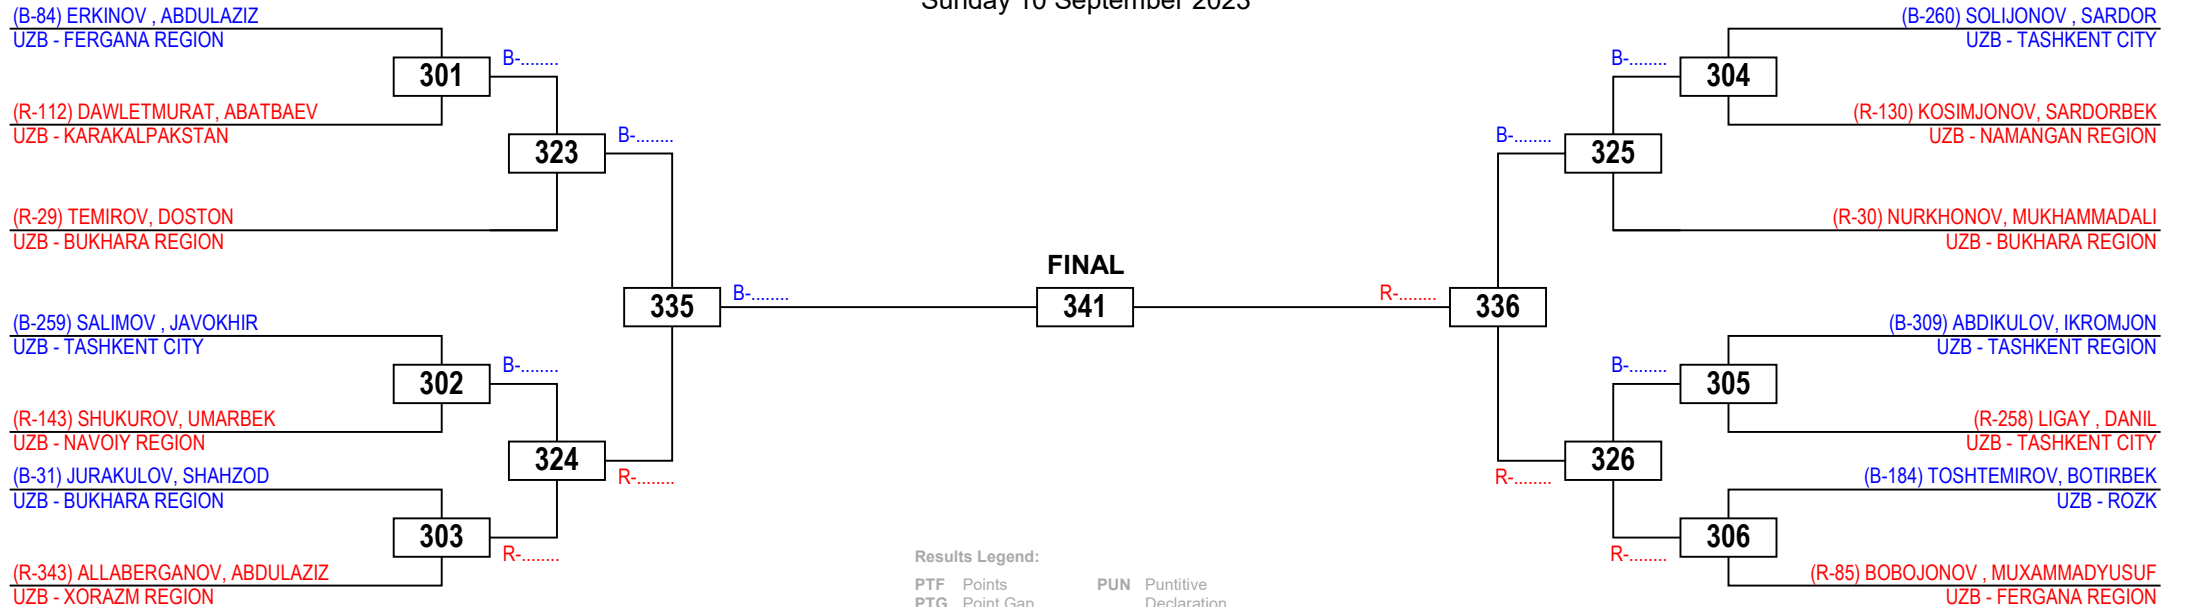 Sunday 10 September 2023
(B-84) ERKINOV , ABDULAZIZ
UZB - FERGANA REGION
301
B-........
(R-112) DAWLETMURAT, ABATBAEV
UZB - KARAKALPAKSTAN
323
B-........
(R-29) TEMIROV, DOSTON
UZB - BUKHARA REGION
335
B-........
(B-259) SALIMOV , JAVOKHIR
UZB - TASHKENT CITY
302
B-........
(R-143) SHUKUROV, UMARBEK
UZB - NAVOIY REGION
324
R-........
(B-31) JURAKULOV, SHAHZOD
UZB - BUKHARA REGION
303
R-........
(R-343) ALLABERGANOV, ABDULAZIZ
UZB - XORAZM REGION
FINAL
341
(B-260) SOLIJONOV , SARDOR
UZB - TASHKENT CITY
B-........
304
(R-130) KOSIMJONOV, SARDORBEK
UZB - NAMANGAN REGION
B-........
325
(R-30) NURKHONOV, MUKHAMMADALI
UZB - BUKHARA REGION
R-........
336
(B-309) ABDIKULOV, IKROMJON
UZB - TASHKENT REGION
B-........
305
(R-258) LIGAY , DANIL
UZB - TASHKENT CITY
326
R-........
(B-184) TOSHTEMIROV, BOTIRBEK
UZB - ROZK
306
R-........
(R-85) BOBOJONOV , MUXAMMADYUSUF
UZB - FERGANA REGION
Results Legend:
PTF Points PUN Puntitive
PTG Point Gap Declaration